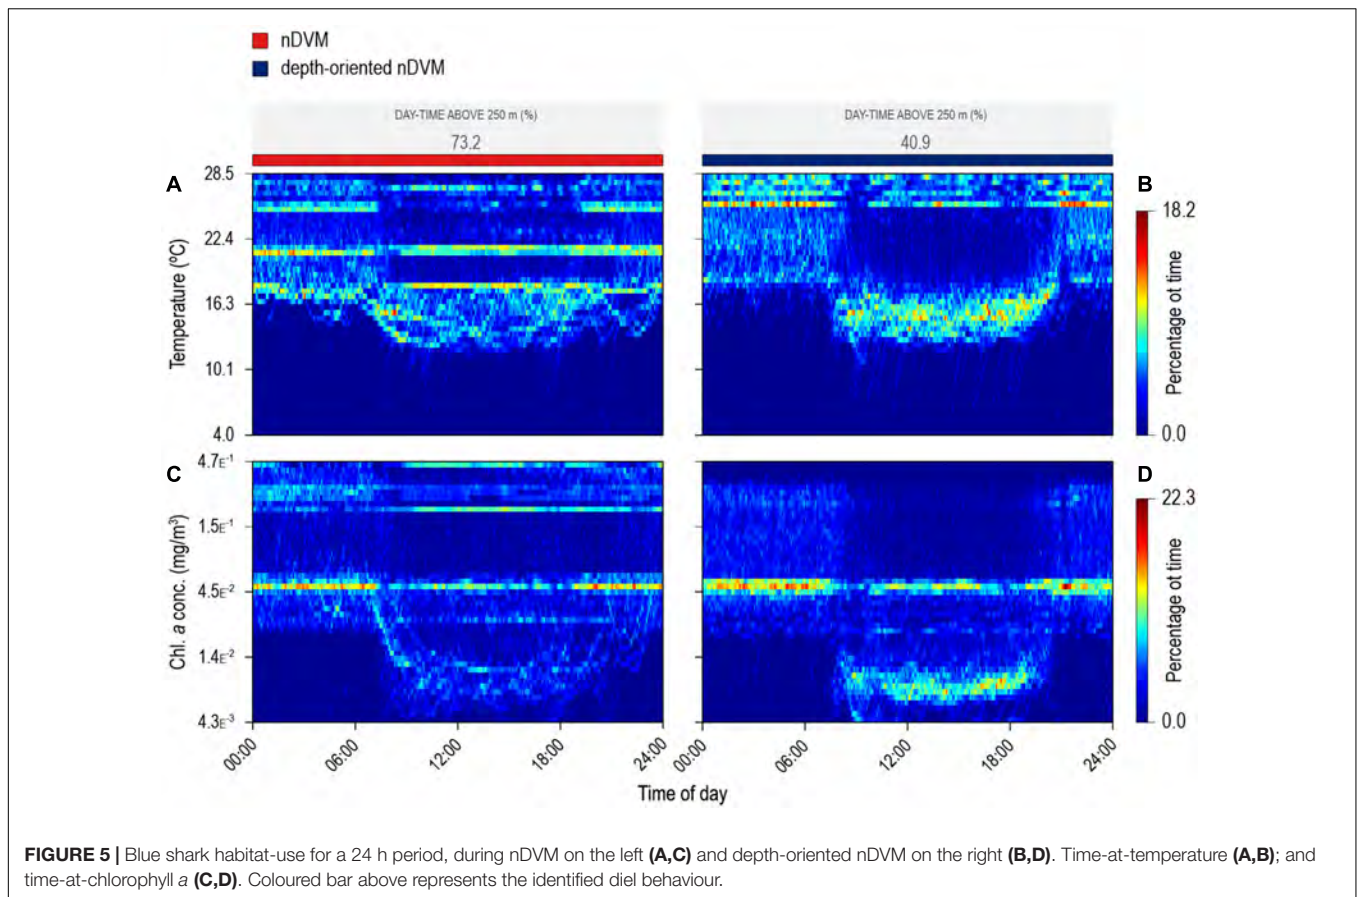 nDVM
depth-oriented nDVM
DAY-TIME ABOVE 250 m (%)
73.2
DAY-TIME ABOVE 250 m (%)
40.9
A
28.5
22.4
16.3
10.1
4.0
Temperature (ºC)
B
18.2
0.0
Percentage ot time
C
4.7E⁻¹
1.5E⁻¹
4.5E⁻²
1.4E⁻²
4.3E⁻³
Chl. a conc. (mg/m³)
D
22.3
0.0
Percentage ot time
00:00
06:00
12:00
18:00
24:00
00:00
06:00
12:00
18:00
24:00
Time of day
FIGURE 5 | Blue shark habitat-use for a 24 h period, during nDVM on the left (A,C) and depth-oriented nDVM on the right (B,D). Time-at-temperature (A,B); and
time-at-chlorophyll a (C,D). Coloured bar above represents the identified diel behaviour.